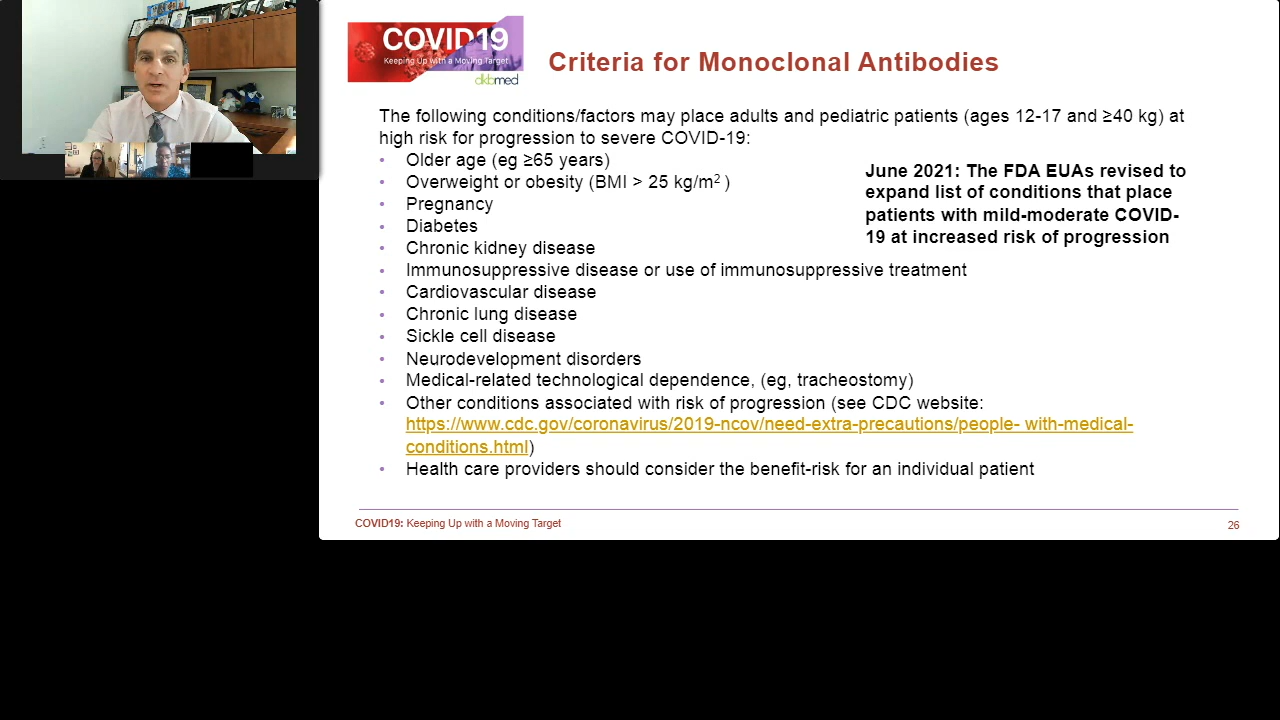 COVID19
Keeping Up with a Moving Target
dkbmed
Criteria for Monoclonal Antibodies
The following conditions/factors may place adults and pediatric patients (ages 12-17 and ≥40 kg) at
high risk for progression to severe COVID-19:
• Older age (eg ≥65 years)
• Overweight or obesity (BMI > 25 kg/m² )
• Pregnancy
• Diabetes
• Chronic kidney disease
• Immunosuppressive disease or use of immunosuppressive treatment
• Cardiovascular disease
• Chronic lung disease
• Sickle cell disease
• Neurodevelopment disorders
• Medical-related technological dependence, (eg, tracheostomy)
• Other conditions associated with risk of progression (see CDC website:
https://www.cdc.gov/coronavirus/2019-ncov/need-extra-precautions/people- with-medical-
conditions.html)
• Health care providers should consider the benefit-risk for an individual patient
June 2021: The FDA EUAs revised to
expand list of conditions that place
patients with mild-moderate COVID-
19 at increased risk of progression
COVID19: Keeping Up with a Moving Target
26